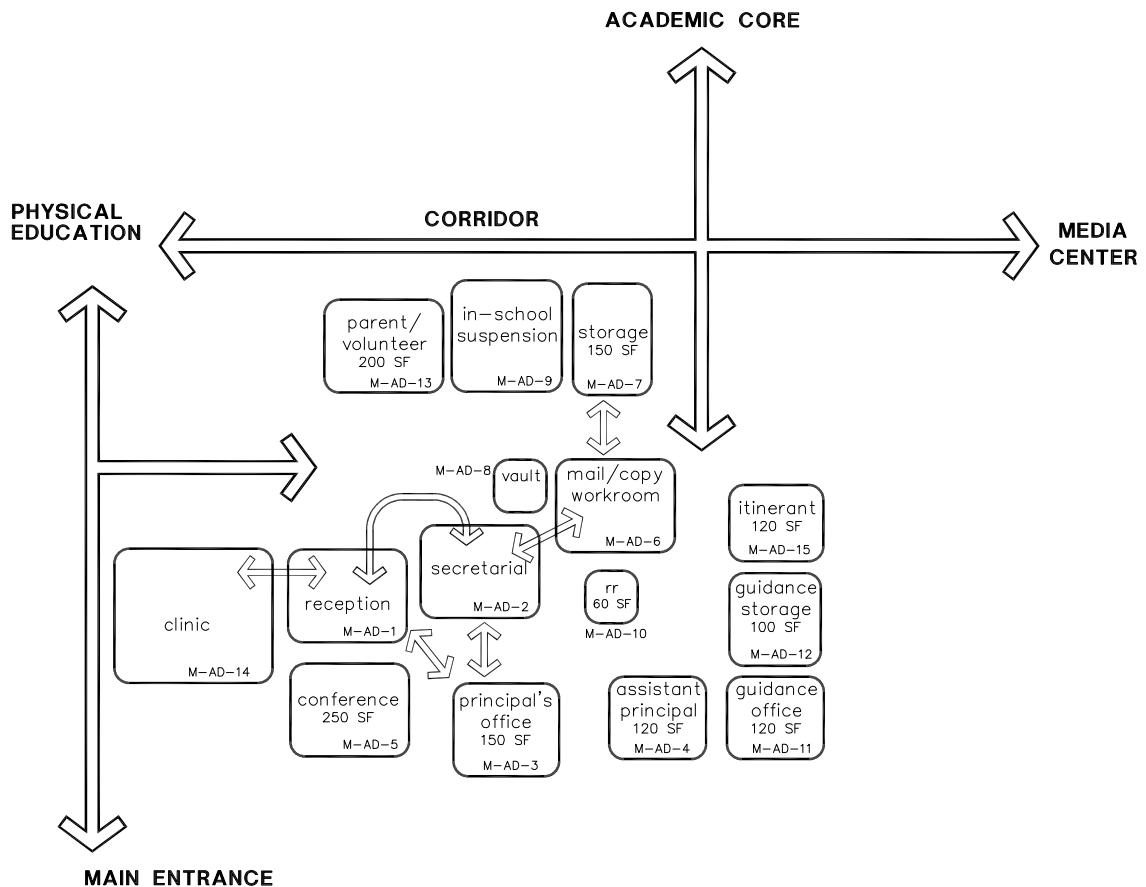 ACADEMIC CORE
PHYSICAL
EDUCATION
CORRIDOR
MEDIA
CENTER
parent/
volunteer
200 SF
M-AD-13
in-school
suspension
M-AD-9
storage
150 SF
M-AD-7
M-AD-8
vault
mail/copy
workroom
M-AD-6
itinerant
120 SF
M-AD-15
clinic
M-AD-14
reception
M-AD-1
secretarial
M-AD-2
rr
60 SF
M-AD-10
guidance
storage
100 SF
M-AD-12
conference
250 SF
M-AD-5
principal's
office
150 SF
M-AD-3
assistant
principal
120 SF
M-AD-4
guidance
office
120 SF
M-AD-11
MAIN ENTRANCE